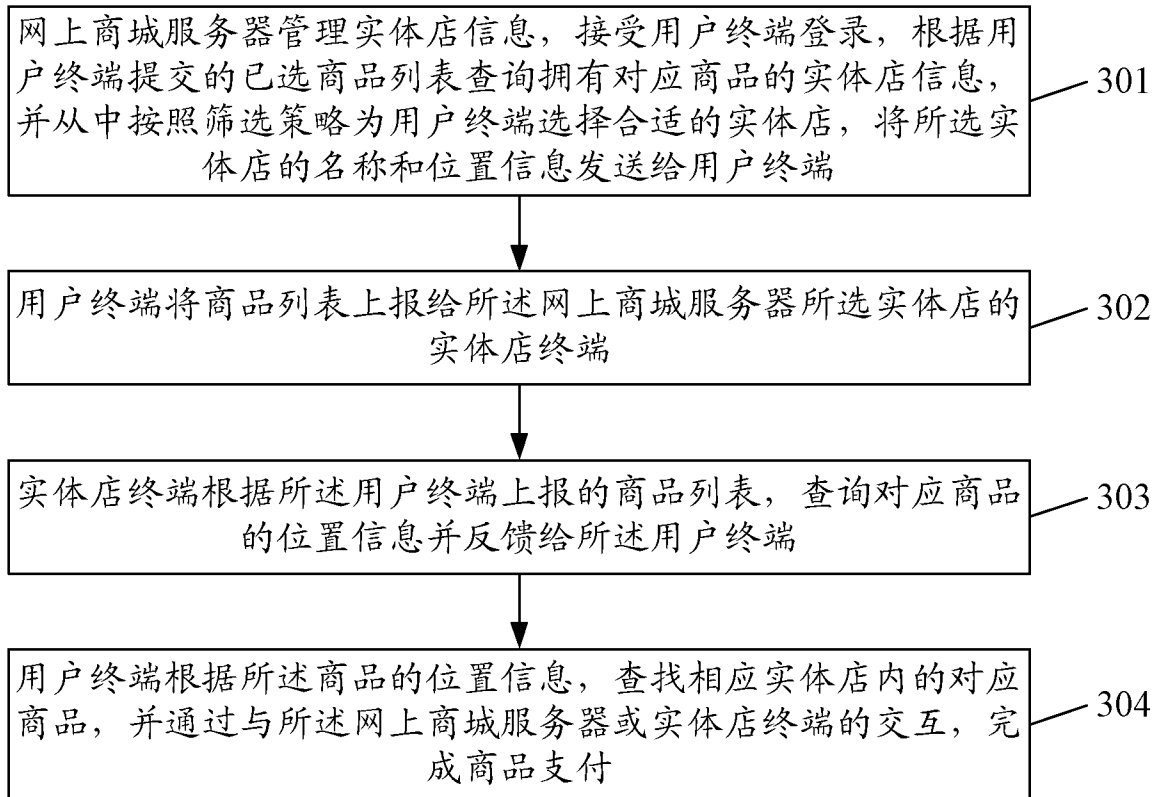 网上商城服务器管理实体店信息，接受用户终端登录，根据用
户终端提交的已选商品列表查询拥有对应商品的实体店信息，
并从中按照筛选策略为用户终端选择合适的实体店，将所选实
体店的名称和位置信息发送给用户终端
301
用户终端将商品列表上报给所述网上商城服务器所选实体店的
实体店终端
302
实体店终端根据所述用户终端上报的商品列表，查询对应商品
的位置信息并反馈给所述用户终端
303
用户终端根据所述商品的位置信息，查找相应实体店内的对应
商品，并通过与所述网上商城服务器或实体店终端的交互，完
成商品支付
304